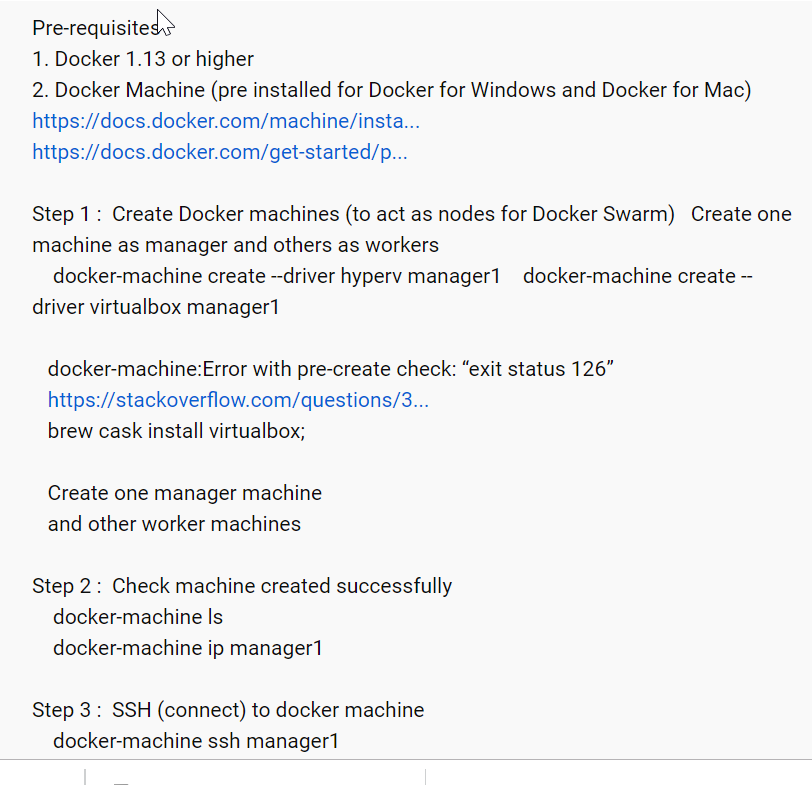 Pre-requisites
1. Docker 1.13 or higher
2. Docker Machine (pre installed for Docker for Windows and Docker for Mac)
https://docs.docker.com/machine/insta...
https://docs.docker.com/get-started/p...
Step 1 :  Create Docker machines (to act as nodes for Docker Swarm)   Create one
machine as manager and others as workers
docker-machine create --driver hyperv manager1    docker-machine create --
driver virtualbox manager1
docker-machine:Error with pre-create check: “exit status 126”
https://stackoverflow.com/questions/3...
brew cask install virtualbox;
Create one manager machine
and other worker machines
Step 2 :  Check machine created successfully
docker-machine ls
docker-machine ip manager1
Step 3 :  SSH (connect) to docker machine
docker-machine ssh manager1